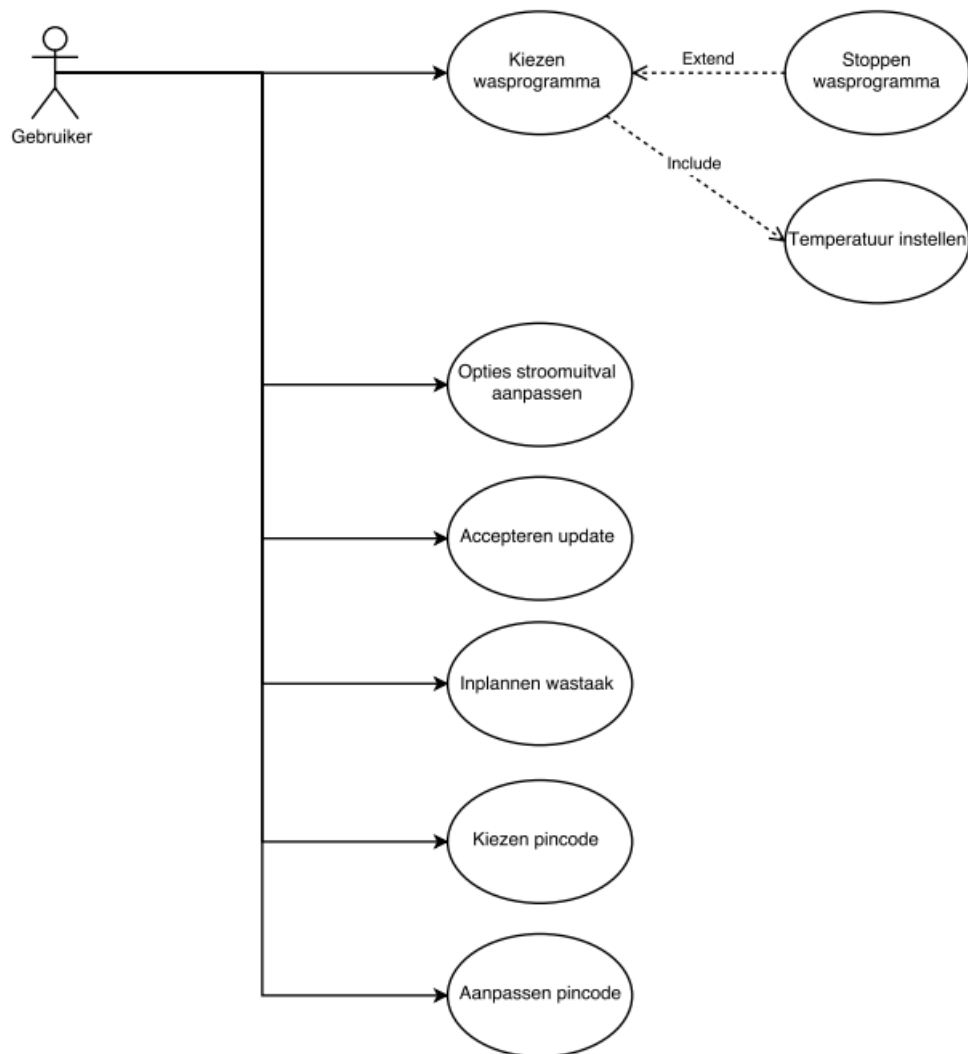 Gebruiker
Kiezen
wasprogramma
Extend
Stoppen
wasprogramma
Include
Temperatuur instellen
Opties stroomuitval
aanpassen
Accepteren update
Inplannen wastaak
Kiezen pincode
Aanpassen pincode